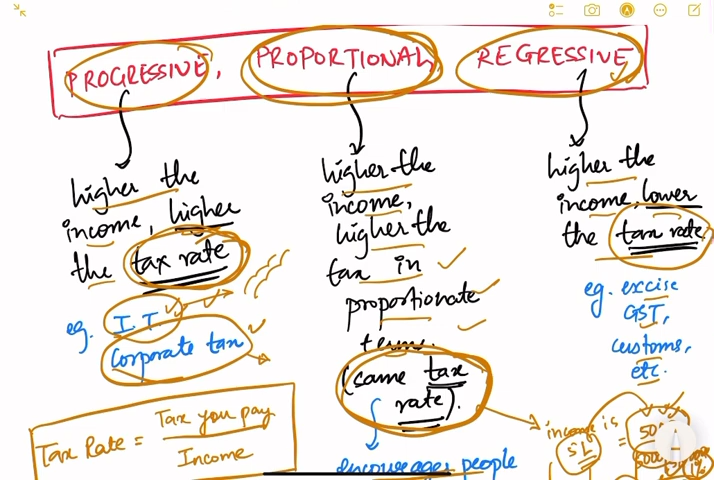 PROGRESSIVE, PROPORTIONAL, REGRESSIVE
higher the
income, higher
the tax rate
eg. I.T.
Corporate tax
Tax Rate = Tax you pay
Income
higher the
income,
higher the
tax in
proportionate
terms.
(same tax
rate).
encourages people
higher the
income, lower
the tax rate.
eg. excise
GST,
customs,
etc.
income is
5L =